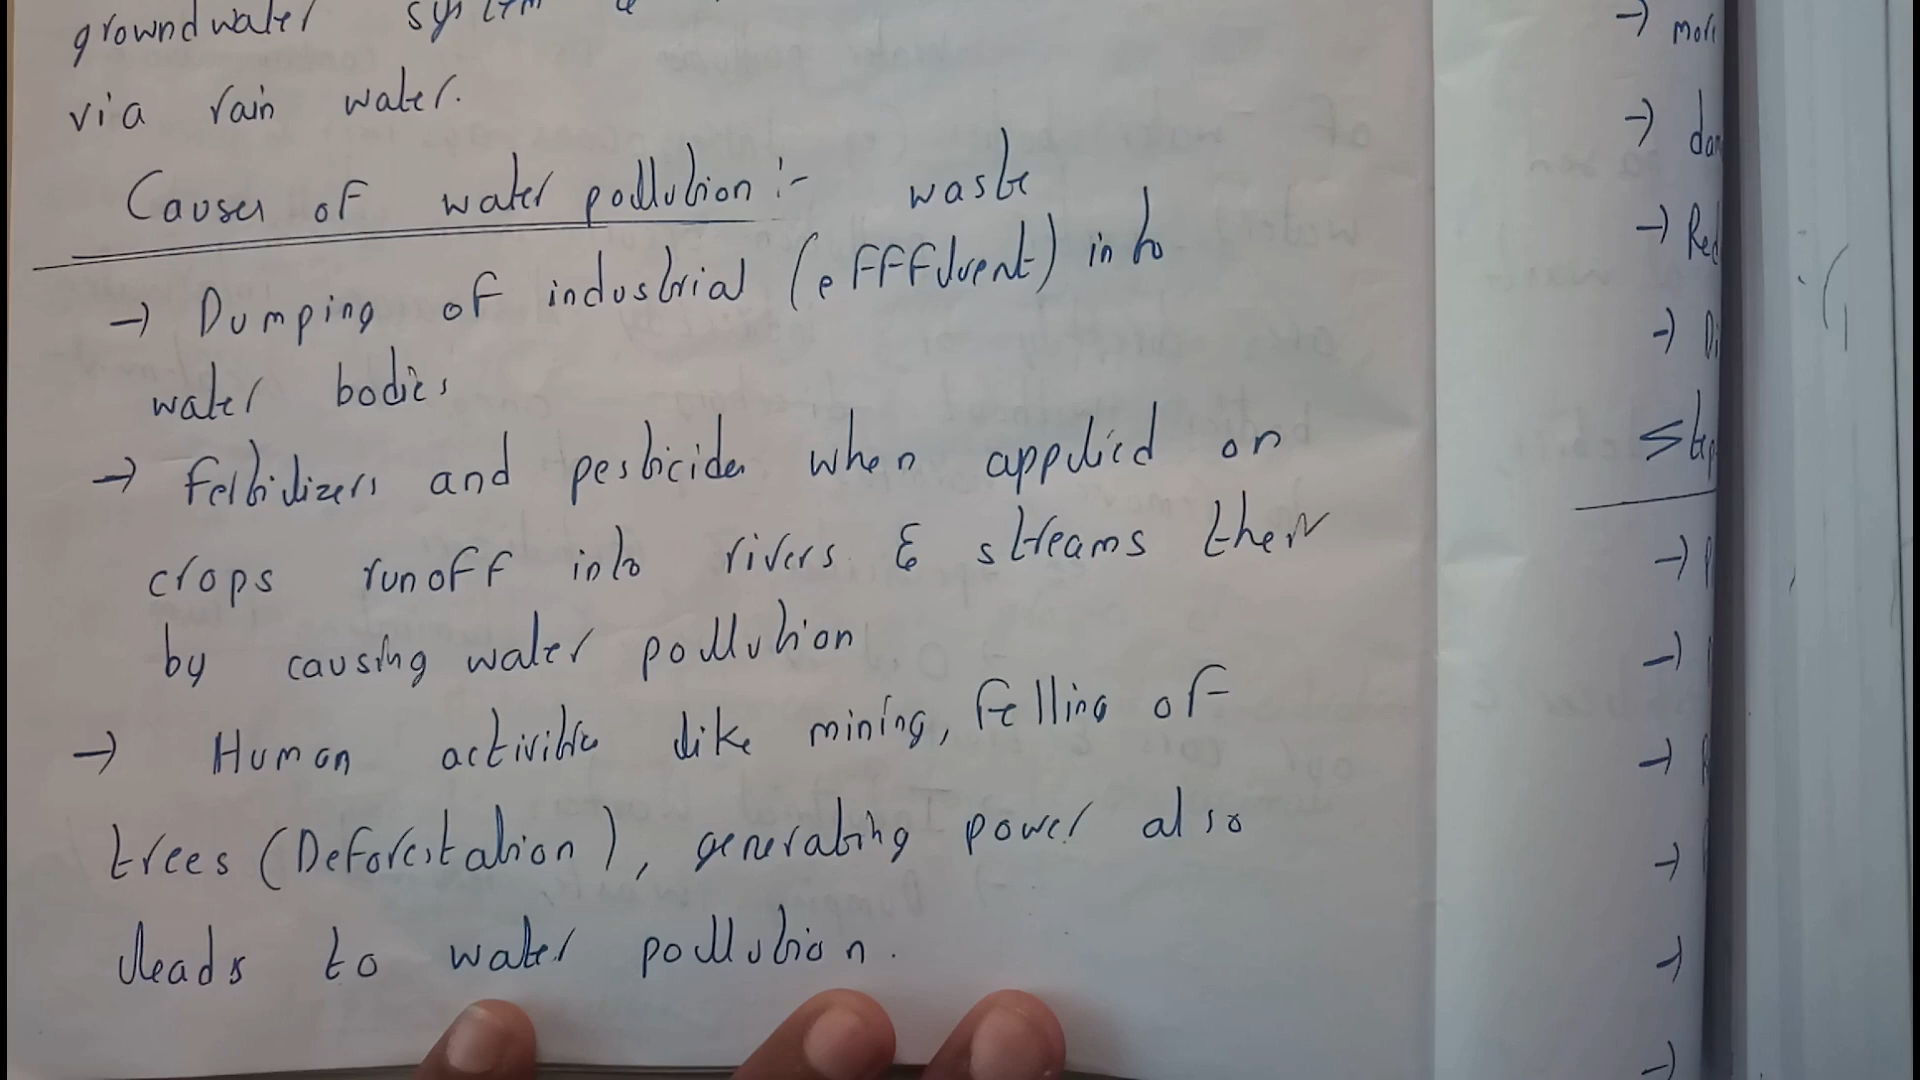 groundwater system
via rain water.
Causes of water pollution :-
waste
→ Dumping of industrial (efffluent) into
water bodies
→ Fertilizers and pesticides when applied on
crops runoff into rivers & streams there
by causing water pollution
→ Human activities like mining, felling of
trees (Deforestation), generating power also
leads to water pollution.
→
→
→
→
→
→
→
→
→
→